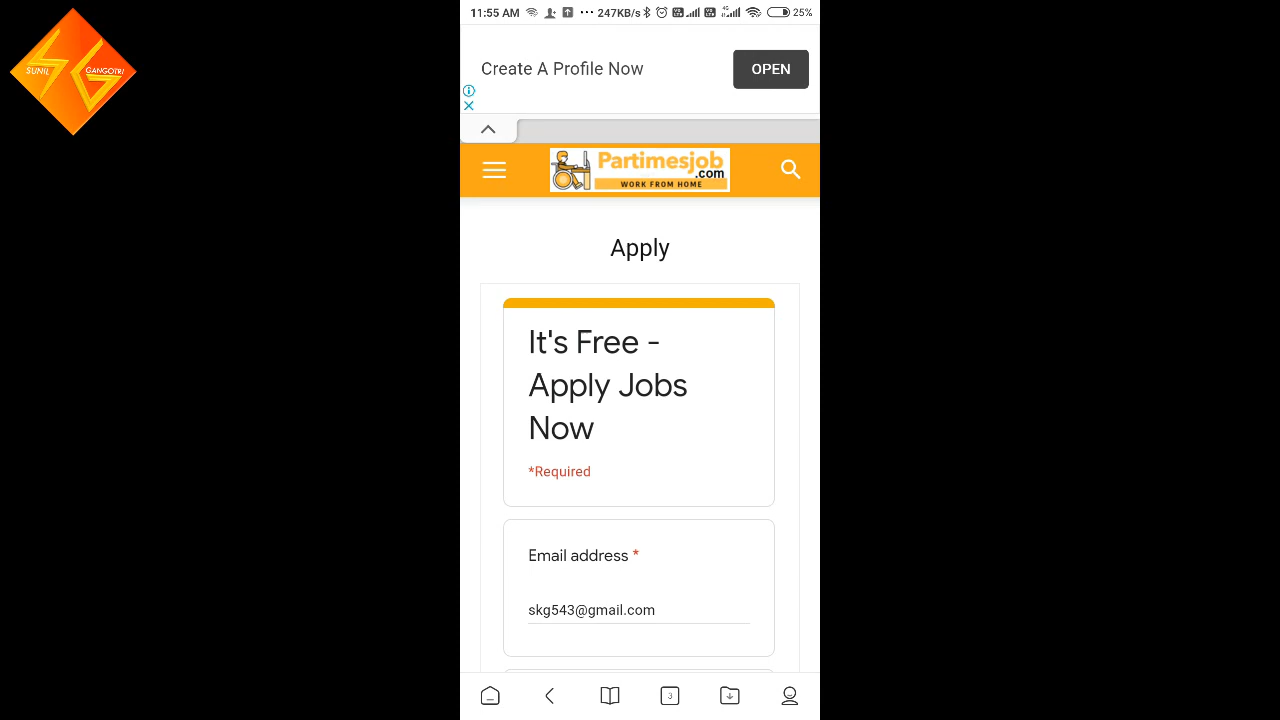 SUNIL
GANGOTRI
11:55 AM ... 247KB/s 25%
Create A Profile Now
OPEN
Partimesjob
.com
WORK FROM HOME
Apply
It's Free -
Apply Jobs
Now
*Required
Email address *
skg543@gmail.com
3